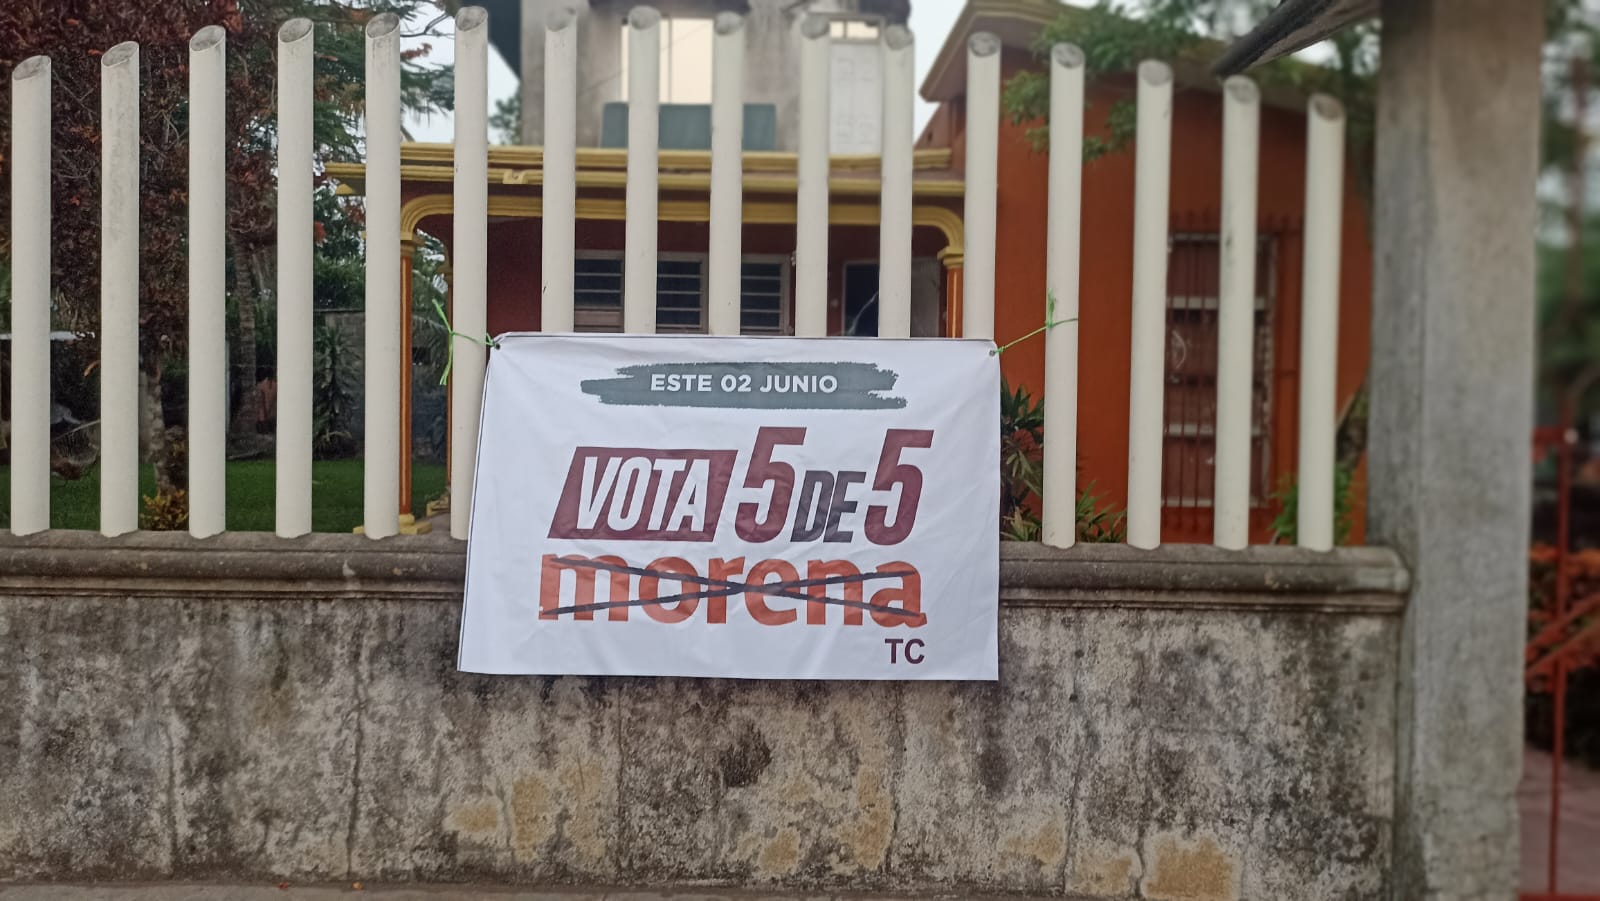 ESTE 02 JUNIO
VOTA 5 DE 5
morena
TC